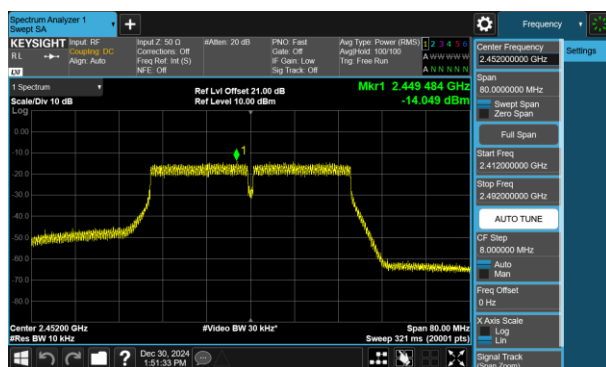 Spectrum Analyzer 1
Swept SA
+
Frequency
KEYSIGHT
RL
LXI
Input: RF
Coupling: DC
Align: Auto
Input Z: 50 Ω
Corrections: Off
Freq Ref: Int (S)
NFE: Off
#Atten: 20 dB
PNO: Fast
Gate: Off
IF Gain: Low
Sig Track: Off
Avg Type: Power (RMS)
Avg|Hold: 100/100
Trig: Free Run
1 2 3 4 5 6
A W W W W W
A N N N N N
1 Spectrum
Scale/Div 10 dB
Log
Ref Lvl Offset 21.00 dB
Ref Level 10.00 dBm
Mkr1 2.449 484 GHz
-14.049 dBm
0.00
-10.0
-20.0
-30.0
-40.0
-50.0
-60.0
-70.0
-80.0
1
Center 2.45200 GHz
#Res BW 10 kHz
#Video BW 30 kHz*
Span 80.00 MHz
Sweep 321 ms (20001 pts)
?
Dec 30, 2024
1:51:33 PM
Center Frequency
2.452000000 GHz
Settings
Span
80.0000000 MHz
Swept Span
Zero Span
Full Span
Start Freq
2.412000000 GHz
Stop Freq
2.492000000 GHz
AUTO TUNE
CF Step
8.000000 MHz
Auto
Man
Freq Offset
0 Hz
X Axis Scale
Log
Lin
Signal Track
(Span Zoom)